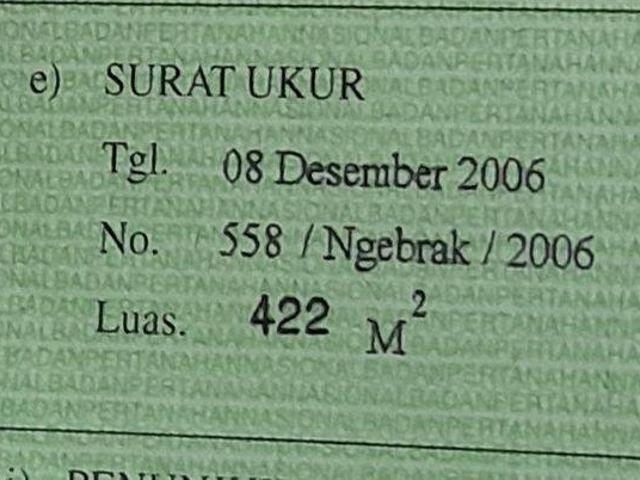 e) SURAT UKUR
Tgl. 08 Desember 2006
No. 558 / Ngebrak / 2006
Luas. 422 M²